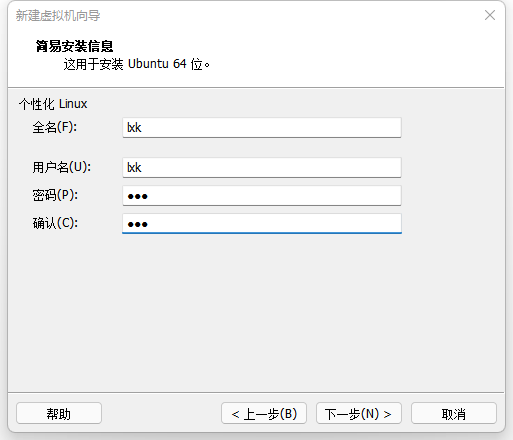 新建虚拟机向导
简易安装信息
这用于安装 Ubuntu 64 位。
个性化 Linux
全名(F): lxk
用户名(U): lxk
密码(P): ●●●
确认(C): ●●●
帮助 < 上一步(B) 下一步(N) > 取消